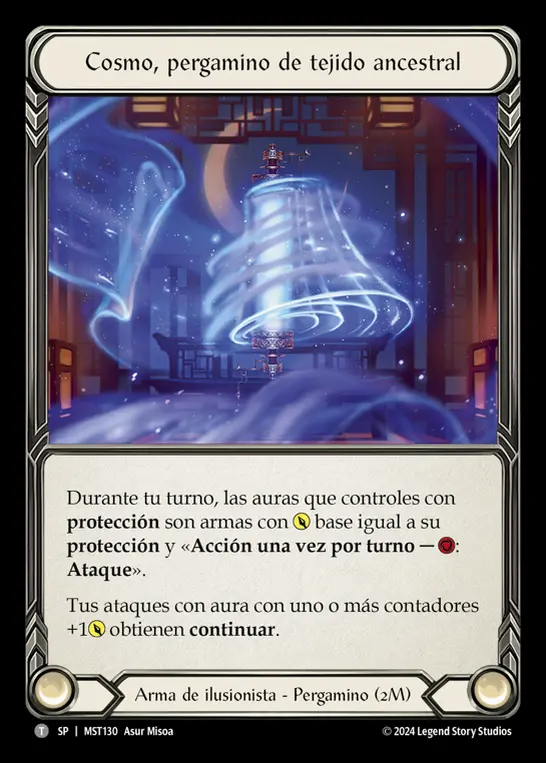 Cosmo, pergamino de tejido ancestral
Durante tu turno, las auras que controles con
protección son armas con base igual a su
protección y «Acción una vez por turno — :
Ataque».
Tus ataques con aura con uno o más contadores
+1 obtienen continuar.
Arma de ilusionista - Pergamino (2M)
T SP | MST130 Asur Misoa
© 2024 Legend Story Studios